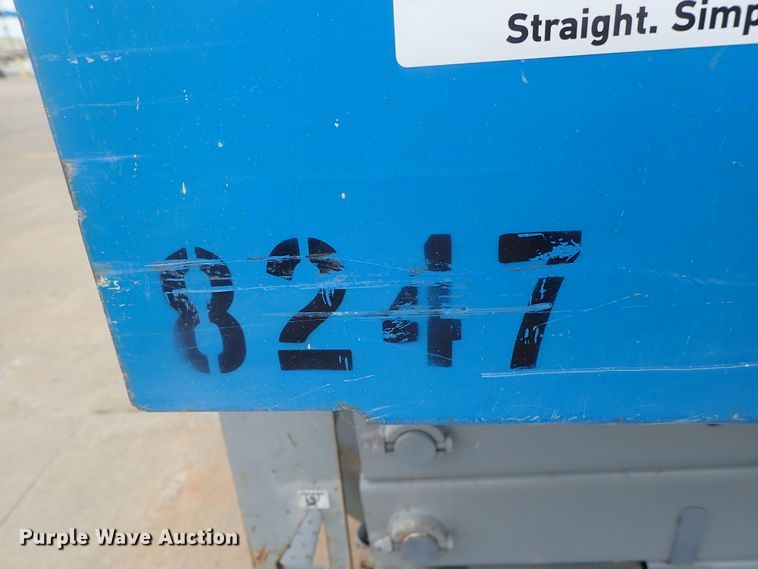 Straight. Simp
8247
Purple Wave Auction